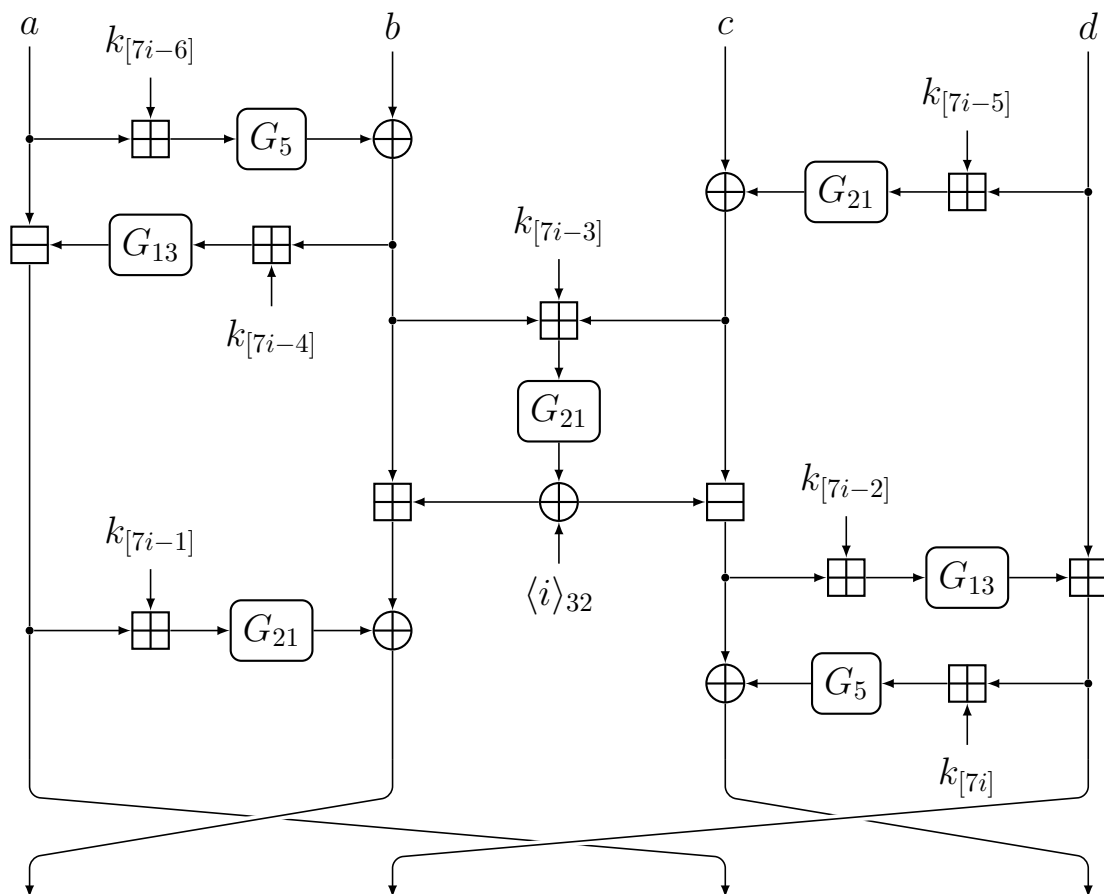 a b c d
k[7i−6]
k[7i−5]
G5
G21
G13
k[7i−3]
k[7i−4]
G21
k[7i−2]
k[7i−1]
G13
⟨i⟩32
G21
G5
k[7i]